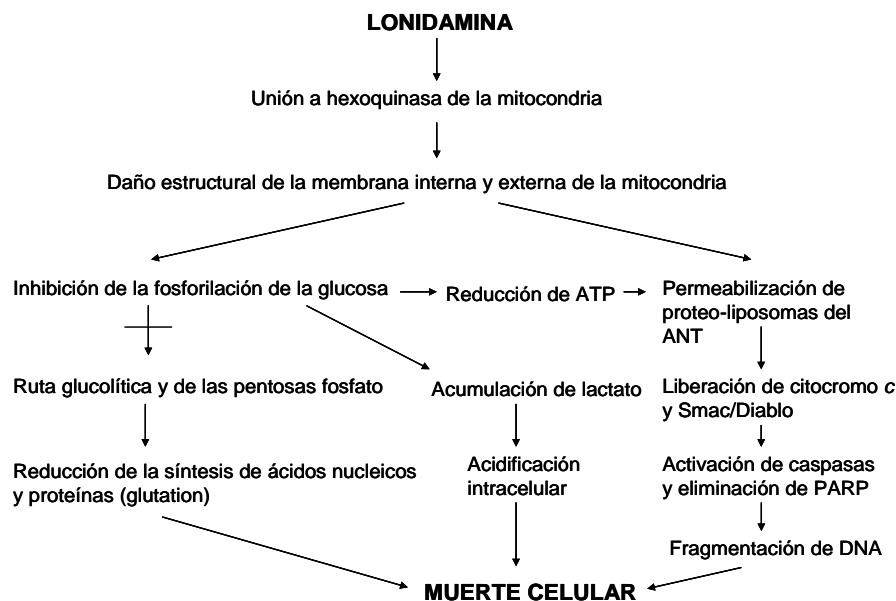 LONIDAMINA
Unión a hexoquinasa de la mitocondria
Daño estructural de la membrana interna y externa de la mitocondria
Inhibición de la fosforilación de la glucosa
Reducción de ATP
Permeabilización de
proteo-liposomas del
ANT
Ruta glucolítica y de las pentosas fosfato
Acumulación de lactato
Liberación de citocromo c
y Smac/Diablo
Reducción de la síntesis de ácidos nucleicos
y proteínas (glutation)
Acidificación
intracelular
Activación de caspasas
y eliminación de PARP
Fragmentación de DNA
MUERTE CELULAR